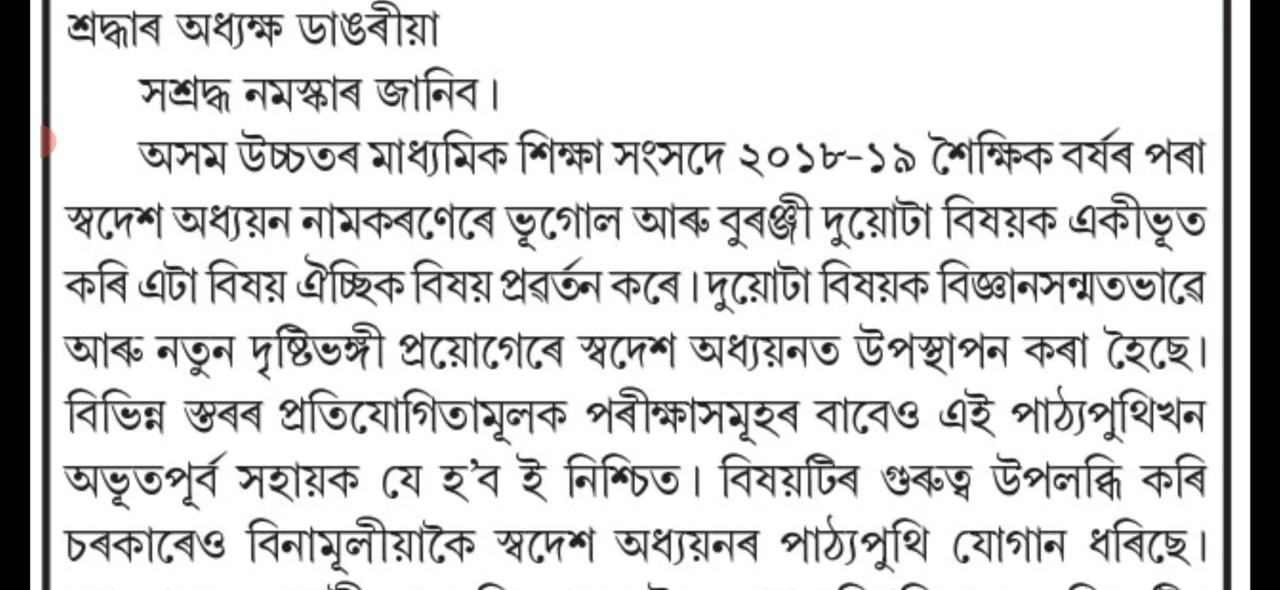 শ্ৰদ্ধাৰ অধ্যক্ষ ডাঙৰীয়া
সশ্ৰদ্ধ নমস্কাৰ জানিব।
অসম উচ্চতৰ মাধ্যমিক শিক্ষা সংসদে ২০১৮-১৯ শৈক্ষিক বৰ্ষৰ পৰা
স্বদেশ অধ্যয়ন নামকৰণেৰে ভূগোল আৰু বুৰঞ্জী দুয়োটা বিষয়ক একীভূত
কৰি এটা বিষয় ঐচ্ছিক বিষয় প্ৰৱৰ্তন কৰে। দুয়োটা বিষয়ক বিজ্ঞানসন্মতভাৱে
আৰু নতুন দৃষ্টিভঙ্গী প্ৰয়োগেৰে স্বদেশ অধ্যয়নত উপস্থাপন কৰা হৈছে।
বিভিন্ন স্তৰৰ প্ৰতিযোগিতামূলক পৰীক্ষাসমূহৰ বাবেও এই পাঠ্যপুথিখন
অভূতপূৰ্ব সহায়ক যে হ’ব ই নিশ্চিত। বিষয়টিৰ গুৰুত্ব উপলব্ধি কৰি
চৰকাৰেও বিনামূলীয়াকৈ স্বদেশ অধ্যয়নৰ পাঠ্যপুথি যোগান ধৰিছে।